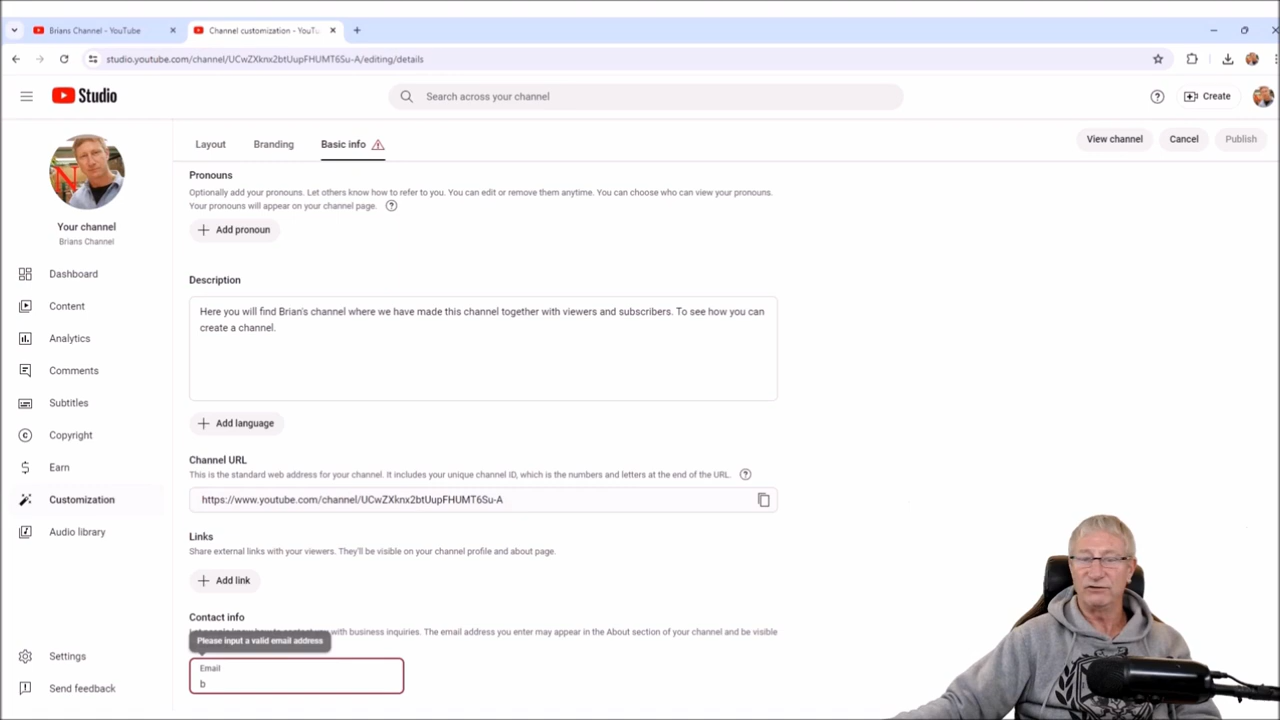 Brians Channel - YouTube
Channel customization - YouTu
studio.youtube.com/channel/UCwZXknx2btUupFHUMT6Su-A/editing/details
Studio
Search across your channel
Create
Layout
Branding
Basic info
View channel
Cancel
Publish
Pronouns
Optionally add your pronouns. Let others know how to refer to you. You can edit or remove them anytime. You can choose who can view your pronouns.
Your pronouns will appear on your channel page.
Add pronoun
N
Your channel
Brians Channel
Dashboard
Content
Analytics
Comments
Subtitles
Copyright
Earn
Customization
Audio library
Settings
Send feedback
Description
Here you will find Brian's channel where we have made this channel together with viewers and subscribers. To see how you can
create a channel.
Add language
Channel URL
This is the standard web address for your channel. It includes your unique channel ID, which is the numbers and letters at the end of the URL.
https://www.youtube.com/channel/UCwZXknx2btUupFHUMT6Su-A
Links
Share external links with your viewers. They'll be visible on your channel profile and about page.
Add link
Contact info
with business inquiries. The email address you enter may appear in the About section of your channel and be visible
Please input a valid email address
Email
b